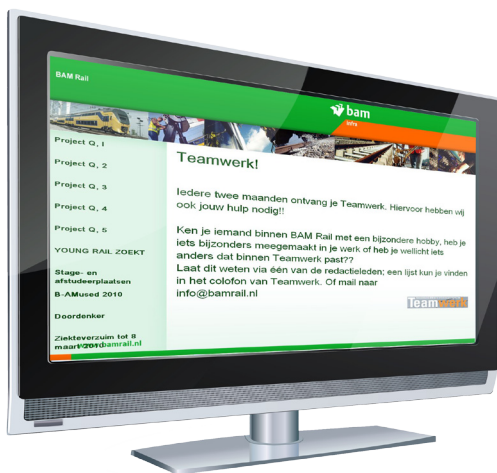 BAM Rail
bam
infra
Project Q, 1
Project Q, 2
Project Q, 3
Project Q, 4
Project Q, 5
YOUNG RAIL ZOEKT
Stage- en
afstudeerplaatsen
B-AMused 2010
Doordenker
Ziekteverzuim tot 8
maart 2010
www.bamrail.nl
Teamwerk!
Iedere twee maanden ontvang je Teamwerk. Hiervoor hebben wij
ook jouw hulp nodig!!
Ken je iemand binnen BAM Rail met een bijzondere hobby, heb je
iets bijzonders meegemaakt in je werk of heb je wellicht iets
anders dat binnen Teamwerk past??
Laat dit weten via één van de redactieleden; een lijst kun je vinden
in het colofon van Teamwerk. Of mail naar
info@bamrail.nl
Teamwerk